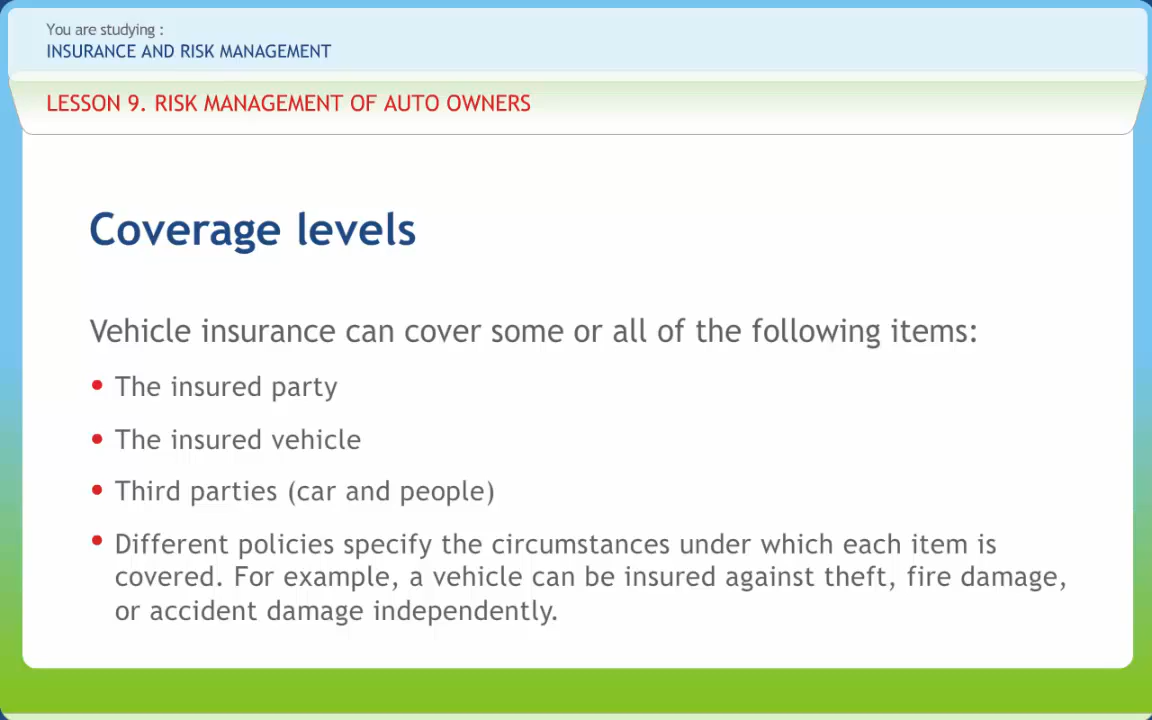 You are studying :
INSURANCE AND RISK MANAGEMENT
LESSON 9. RISK MANAGEMENT OF AUTO OWNERS
Coverage levels
Vehicle insurance can cover some or all of the following items:
• The insured party
• The insured vehicle
• Third parties (car and people)
• Different policies specify the circumstances under which each item is
covered. For example, a vehicle can be insured against theft, fire damage,
or accident damage independently.